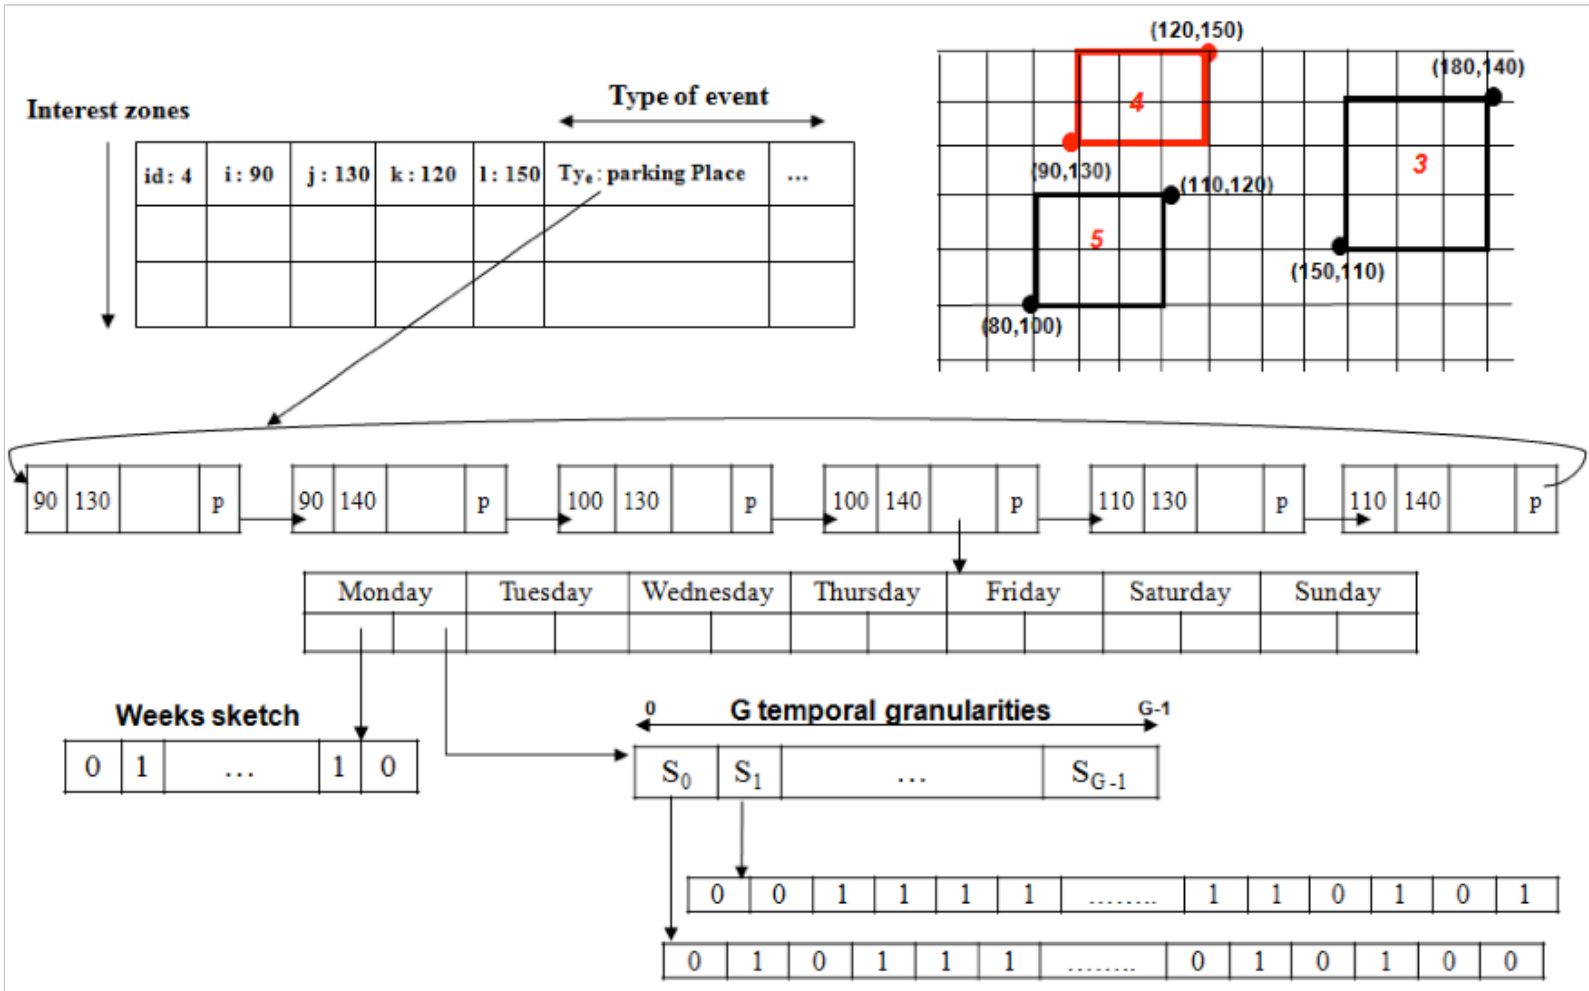 Interest zones
Type of event
id: 4 i: 90 j: 130 k: 120 l: 150 Tye: parking Place ...
(120,150)
(180,140)
4
3
(90,130)
(110,120)
5
(150,110)
(80,100)
90 130 p 90 140 p 100 130 p 100 140 p 110 130 p 110 140 p
Monday Tuesday Wednesday Thursday Friday Saturday Sunday
Weeks sketch
0 1 ... 1 0
0 G temporal granularities G-1
S0 S1 ... SG-1
0 0 1 1 1 1 ........ 1 1 0 1 0 1
0 1 0 1 1 1 ........ 0 1 0 1 0 0